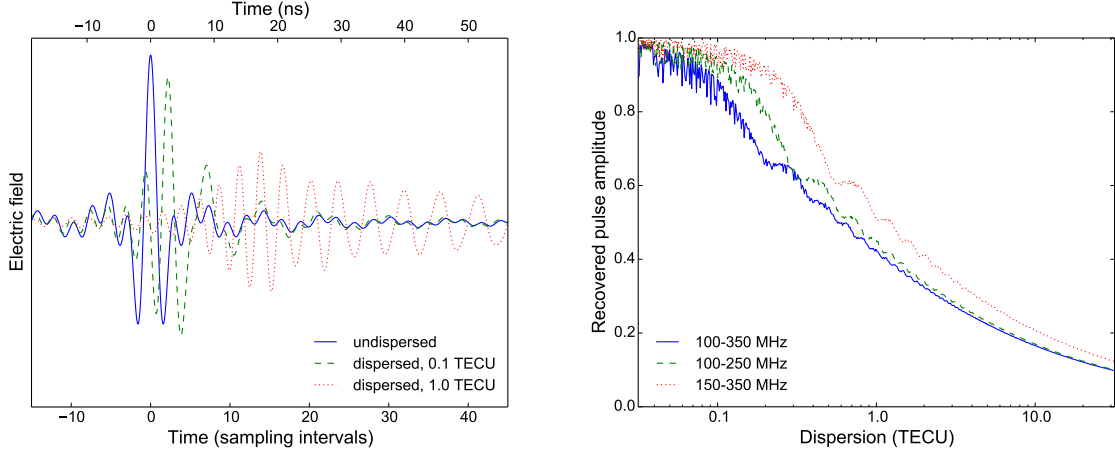 Time (ns)
−10 0 10 20 30 40 50
Electric field
undispersed
dispersed, 0.1 TECU
dispersed, 1.0 TECU
−10 0 10 20 30 40
Time (sampling intervals)
Recovered pulse amplitude
1.0
0.8
0.6
0.4
0.2
0.0
100-350 MHz
100-250 MHz
150-350 MHz
0.1 1.0 10.0
Dispersion (TECU)